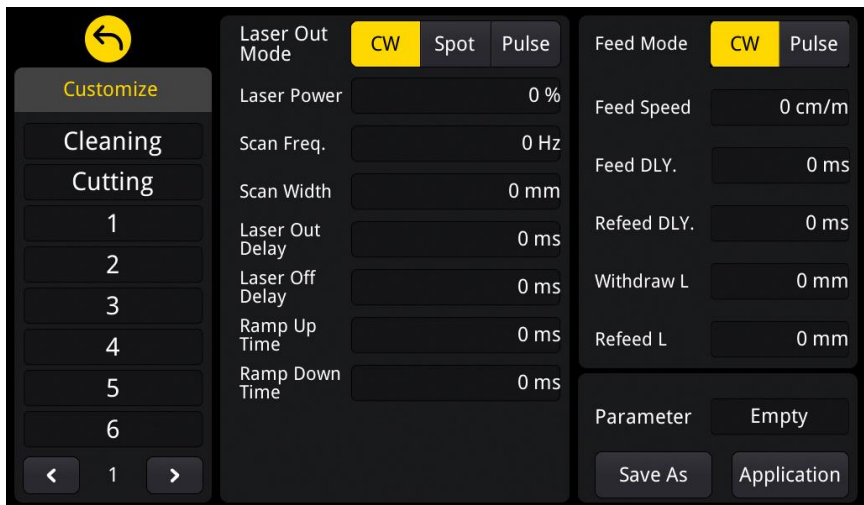 Customize
Cleaning
Cutting
1
2
3
4
5
6
1
Laser Out
Mode
CW Spot Pulse
Laser Power 0 %
Scan Freq. 0 Hz
Scan Width 0 mm
Laser Out
Delay
0 ms
Laser Off
Delay
0 ms
Ramp Up
Time
0 ms
Ramp Down
Time
0 ms
Feed Mode CW Pulse
Feed Speed 0 cm/m
Feed DLY. 0 ms
Refeed DLY. 0 ms
Withdraw L 0 mm
Refeed L 0 mm
Parameter Empty
Save As Application